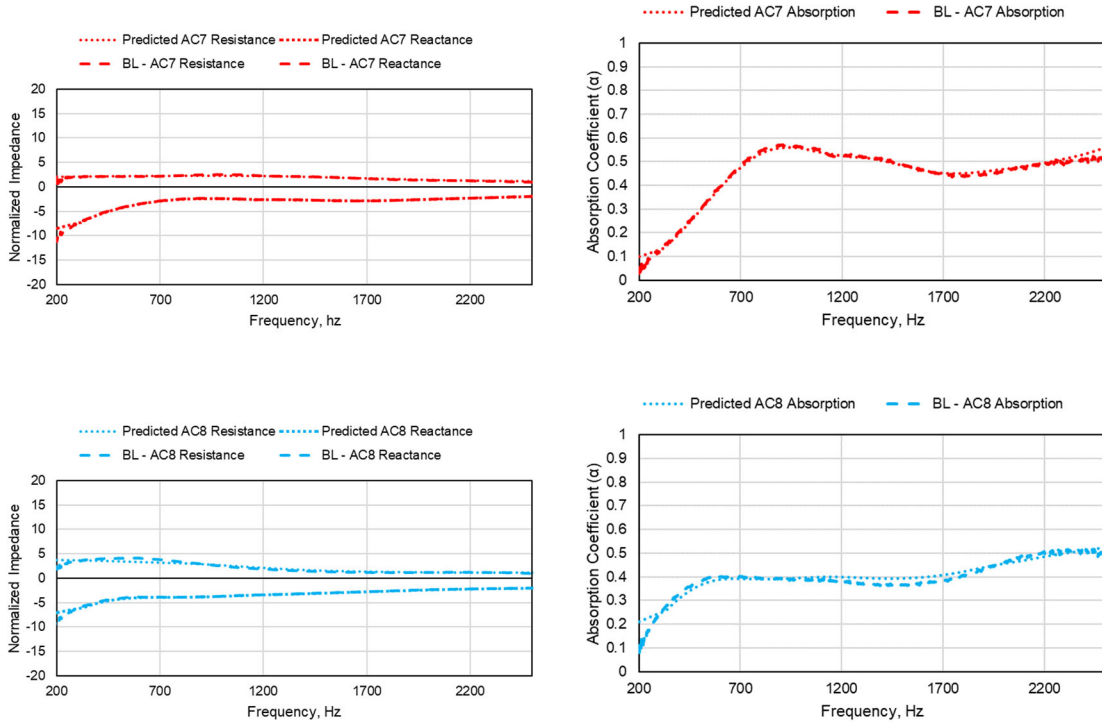 Predicted AC7 Resistance Predicted AC7 Reactance
BL - AC7 Resistance BL - AC7 Reactance
20
15
10
5
0
-5
-10
-15
-20
Normalized Impedance
200 700 1200 1700 2200
Frequency, hz
Predicted AC7 Absorption BL - AC7 Absorption
1
0.9
0.8
0.7
0.6
0.5
0.4
0.3
0.2
0.1
0
Absorption Coefficient (α)
200 700 1200 1700 2200
Frequency, Hz
Predicted AC8 Resistance Predicted AC8 Reactance
BL - AC8 Resistance BL - AC8 Reactance
20
15
10
5
0
-5
-10
-15
-20
Normalized Impedance
200 700 1200 1700 2200
Frequency, Hz
Predicted AC8 Absorption BL - AC8 Absorption
1
0.9
0.8
0.7
0.6
0.5
0.4
0.3
0.2
0.1
0
Absorption Coefficient (α)
200 700 1200 1700 2200
Frequency, Hz